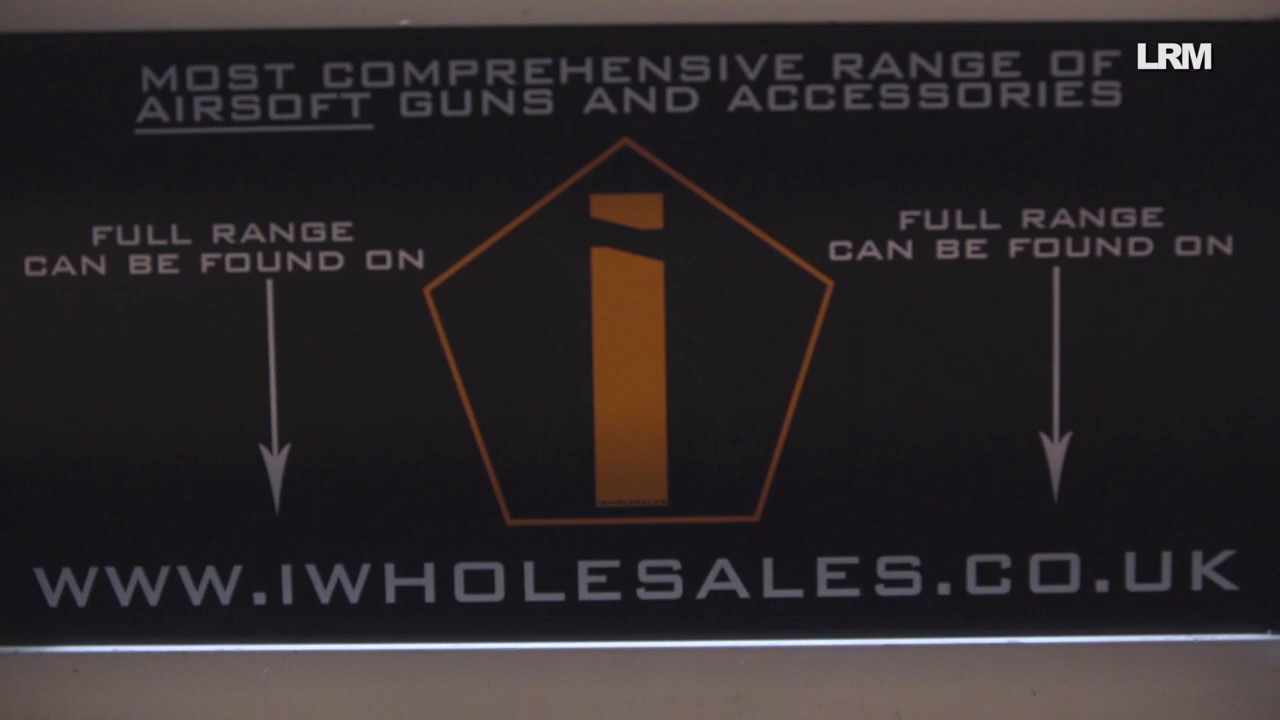 LRM
MOST COMPREHENSIVE RANGE OF
AIRSOFT GUNS AND ACCESSORIES
FULL RANGE
CAN BE FOUND ON
FULL RANGE
CAN BE FOUND ON
i
WWW.IWHOLESALES.CO.UK